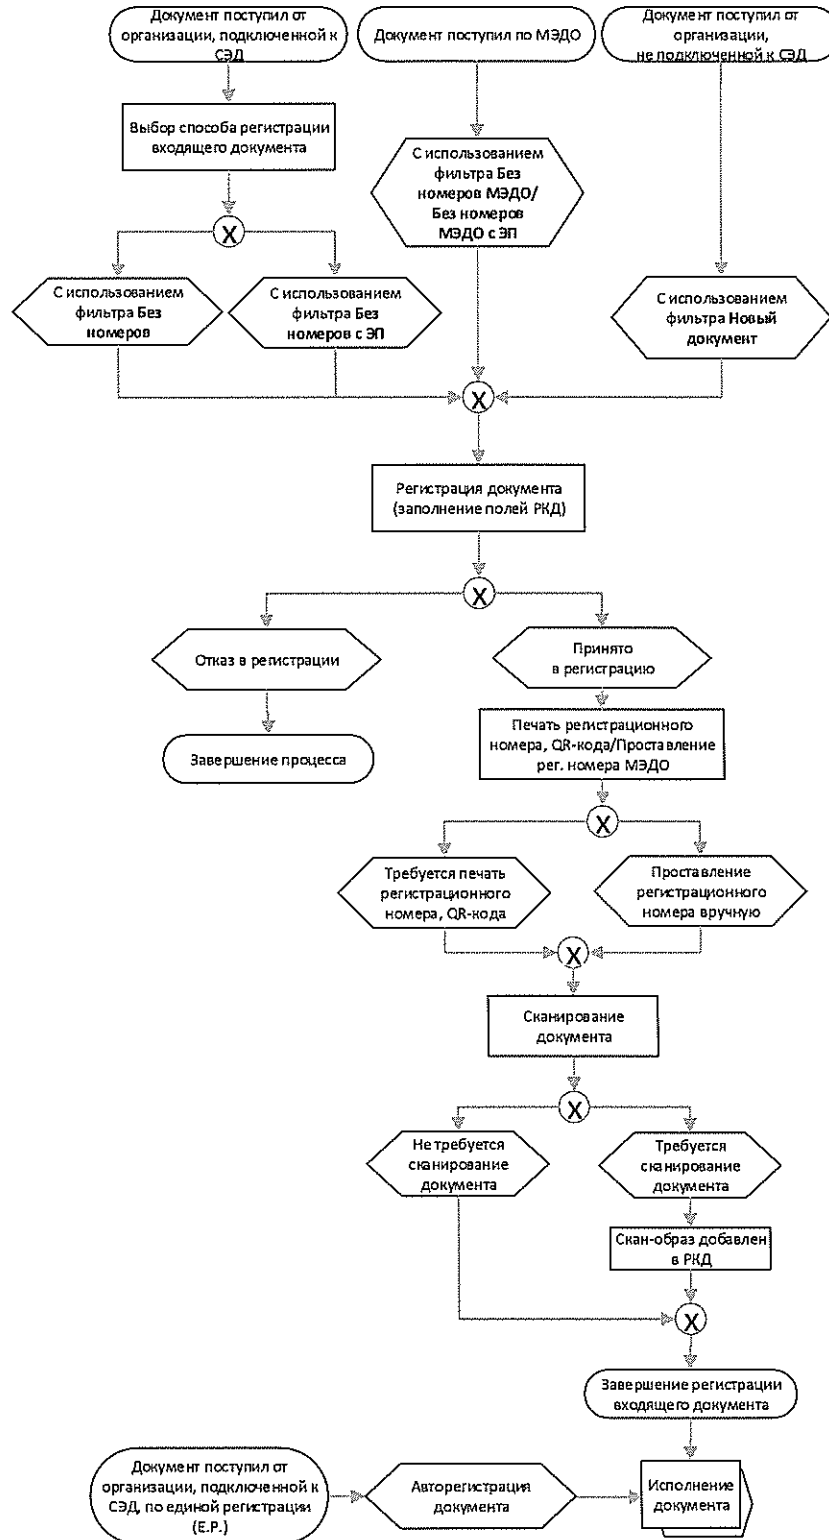 Документ поступил от
организации, подключенной к
СЭД
Документ поступил по МЭДО
Документ поступил от
организации,
не подключенной к СЭД
Выбор способа регистрации
входящего документа
С использованием
фильтра Без
номеров МЭДО/
Без номеров
МЭДО с ЭП
X
С использованием
фильтра Без
номеров
С использованием
фильтра Без
номеров с ЭП
С использованием
фильтра Новый
документ
X
Регистрация документа
(заполнение полей РКД)
X
Отказ в регистрации
Принято
в регистрацию
Завершение процесса
Печать регистрационного
номера, QR-кода/Проставление
рег. номера МЭДО
X
Требуется печать
регистрационного
номера, QR-кода
Проставление
регистрационного
номера вручную
X
Сканирование
документа
X
Не требуется
сканирование
документа
Требуется
сканирование
документа
Скан-образ добавлен
в РКД
X
Завершение регистрации
входящего документа
Документ поступил от
организации, подключенной к
СЭД, по единой регистрации
(Е.Р.)
Авторегистрация
документа
Исполнение
документа